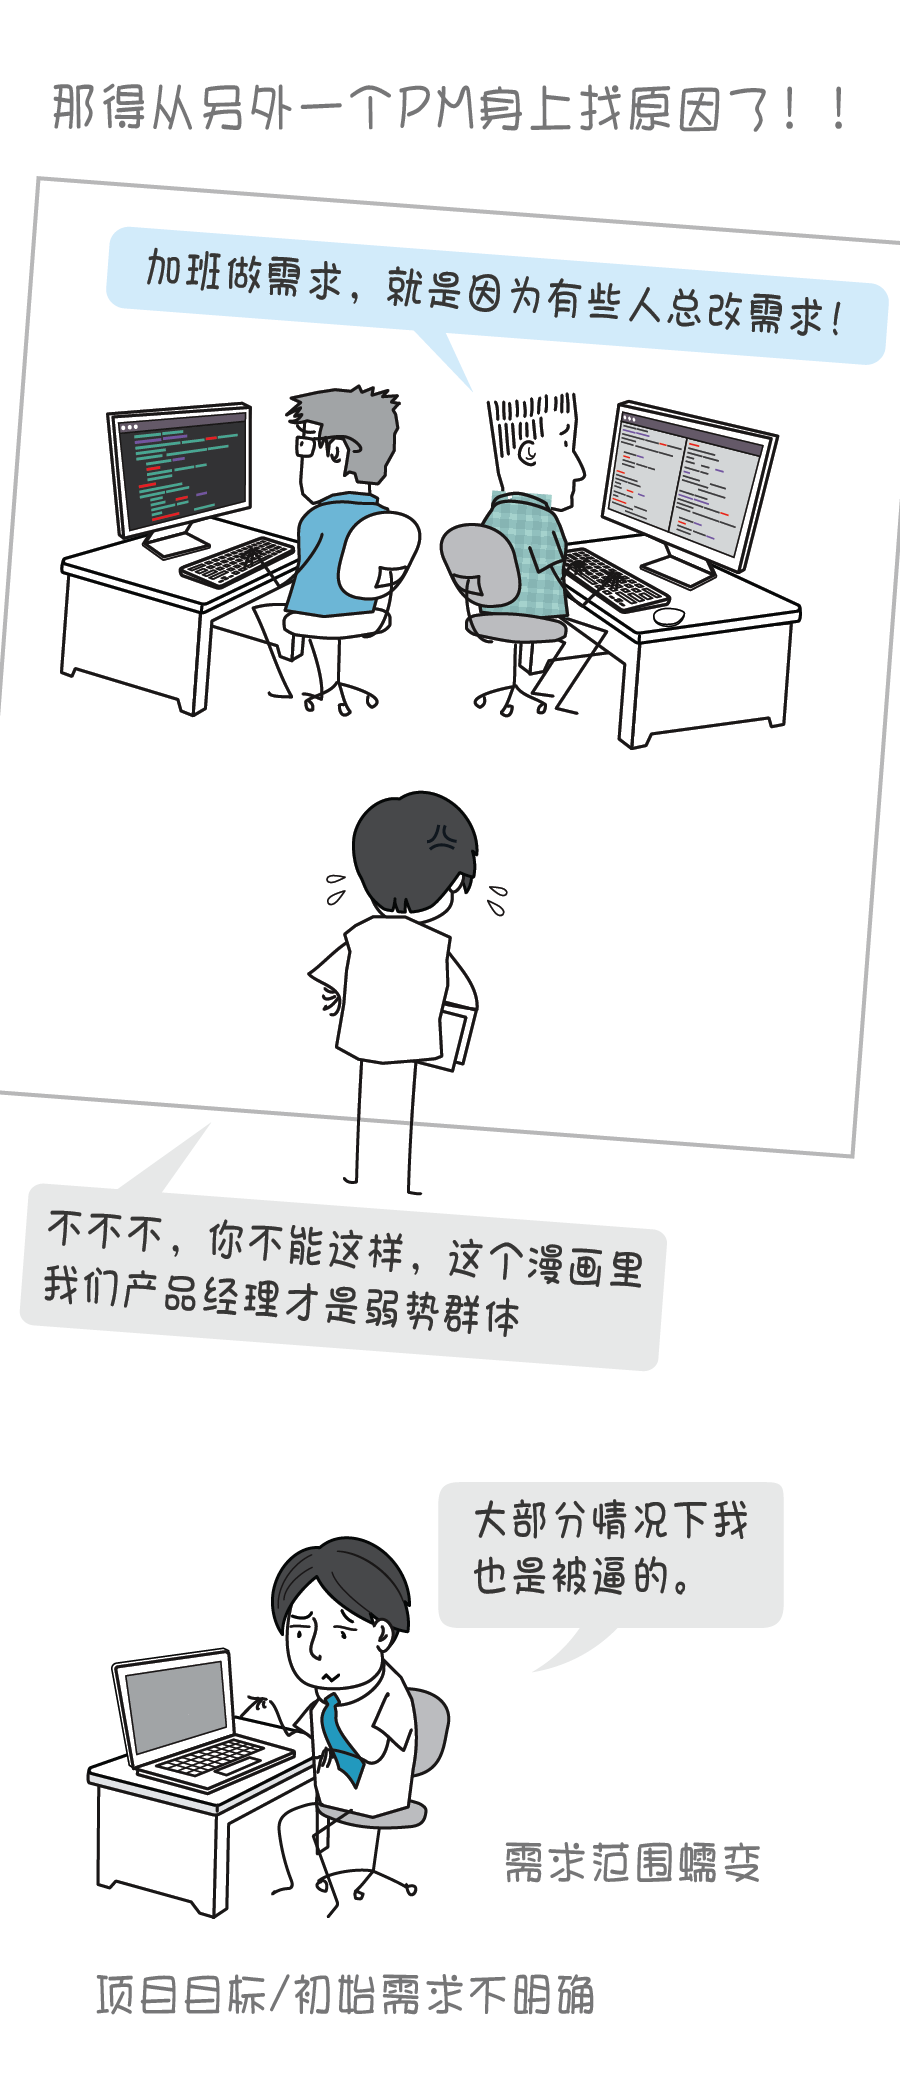 那得从另外一个PM身上找原因了！！
加班做需求，就是因为有些人总改需求！
不不不，你不能这样，这个漫画里
我们产品经理才是弱势群体
大部分情况下我
也是被逼的。
需求范围蠕变
项目目标/初始需求不明确